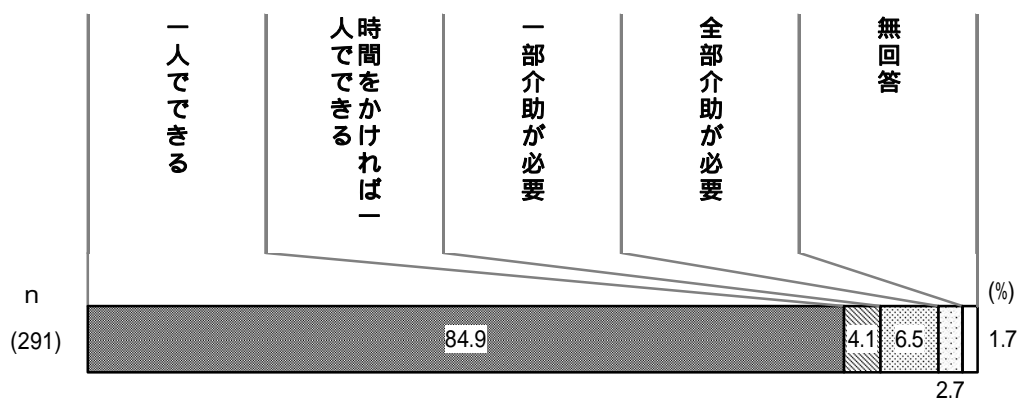 一人でできる
時間をかければ一
人でできる
一部介助が必要
全部介助が必要
無回答
n
(%)
(291)
84.9
4.1
6.5
1.7
2.7